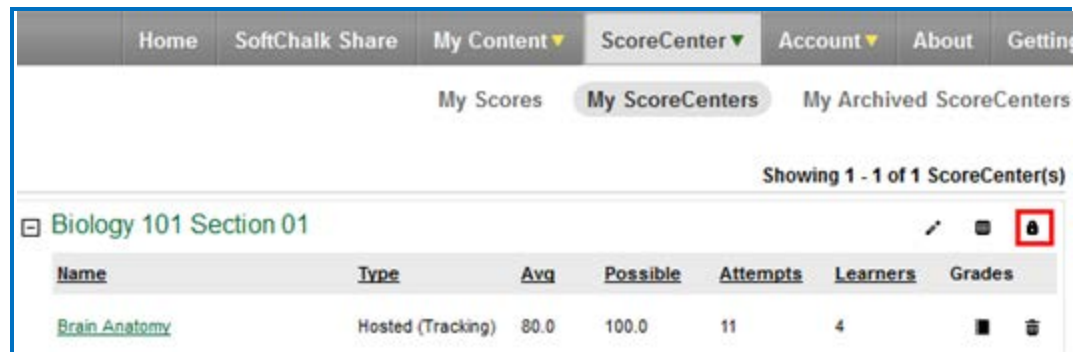 Home SoftChalk Share My Content ScoreCenter Account About Getting
My Scores My ScoreCenters My Archived ScoreCenters
Showing 1 - 1 of 1 ScoreCenter(s)
Biology 101 Section 01
Name Type Avg Possible Attempts Learners Grades
Brain Anatomy Hosted (Tracking) 80.0 100.0 11 4